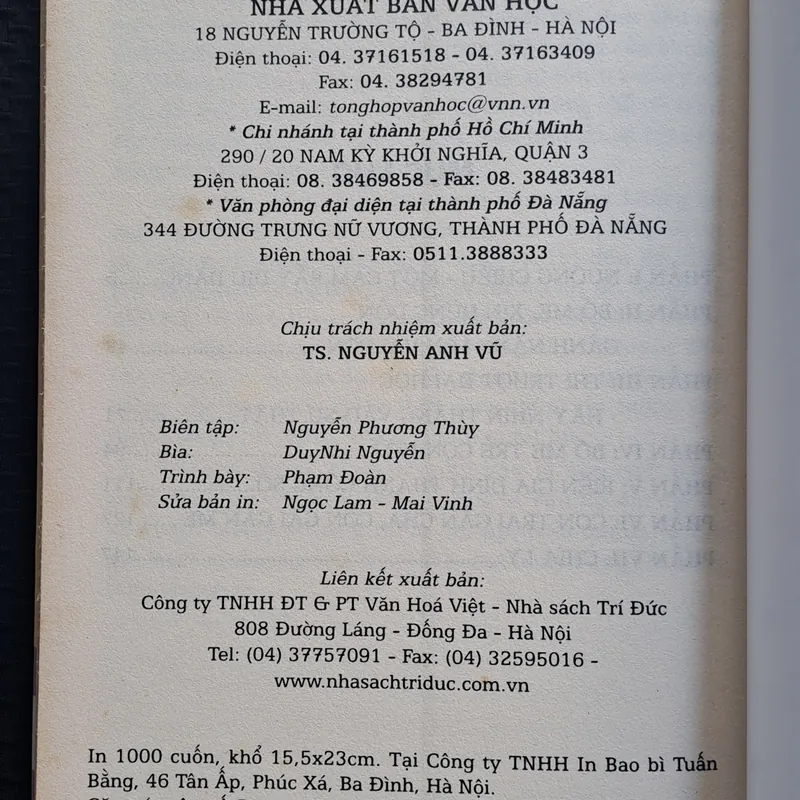 NHÀ XUẤT BẢN VĂN HỌC
18 NGUYỄN TRƯỜNG TỘ - BA ĐÌNH - HÀ NỘI
Điện thoại: 04. 37161518 - 04. 37163409
Fax: 04. 38294781
E-mail: tonghopvanhoc@vnn.vn
* Chi nhánh tại thành phố Hồ Chí Minh
290 / 20 NAM KỲ KHỞI NGHĨA, QUẬN 3
Điện thoại: 08. 38469858 - Fax: 08. 38483481
* Văn phòng đại diện tại thành phố Đà Nẵng
344 ĐƯỜNG TRƯNG NỮ VƯƠNG, THÀNH PHỐ ĐÀ NẴNG
Điện thoại - Fax: 0511.3888333
Chịu trách nhiệm xuất bản:
TS. NGUYỄN ANH VŨ
Biên tập: Nguyễn Phương Thùy
Bìa: DuyNhi Nguyễn
Trình bày: Phạm Đoàn
Sửa bản in: Ngọc Lam - Mai Vinh
Liên kết xuất bản:
Công ty TNHH ĐT & PT Văn Hoá Việt - Nhà sách Trí Đức
808 Đường Láng - Đống Đa - Hà Nội
Tel: (04) 37757091 - Fax: (04) 32595016 -
www.nhasachtriduc.com.vn
In 1000 cuốn, khổ 15,5x23cm. Tại Công ty TNHH In Bao bì Tuấn
Bằng, 46 Tân Ấp, Phúc Xá, Ba Đình, Hà Nội.